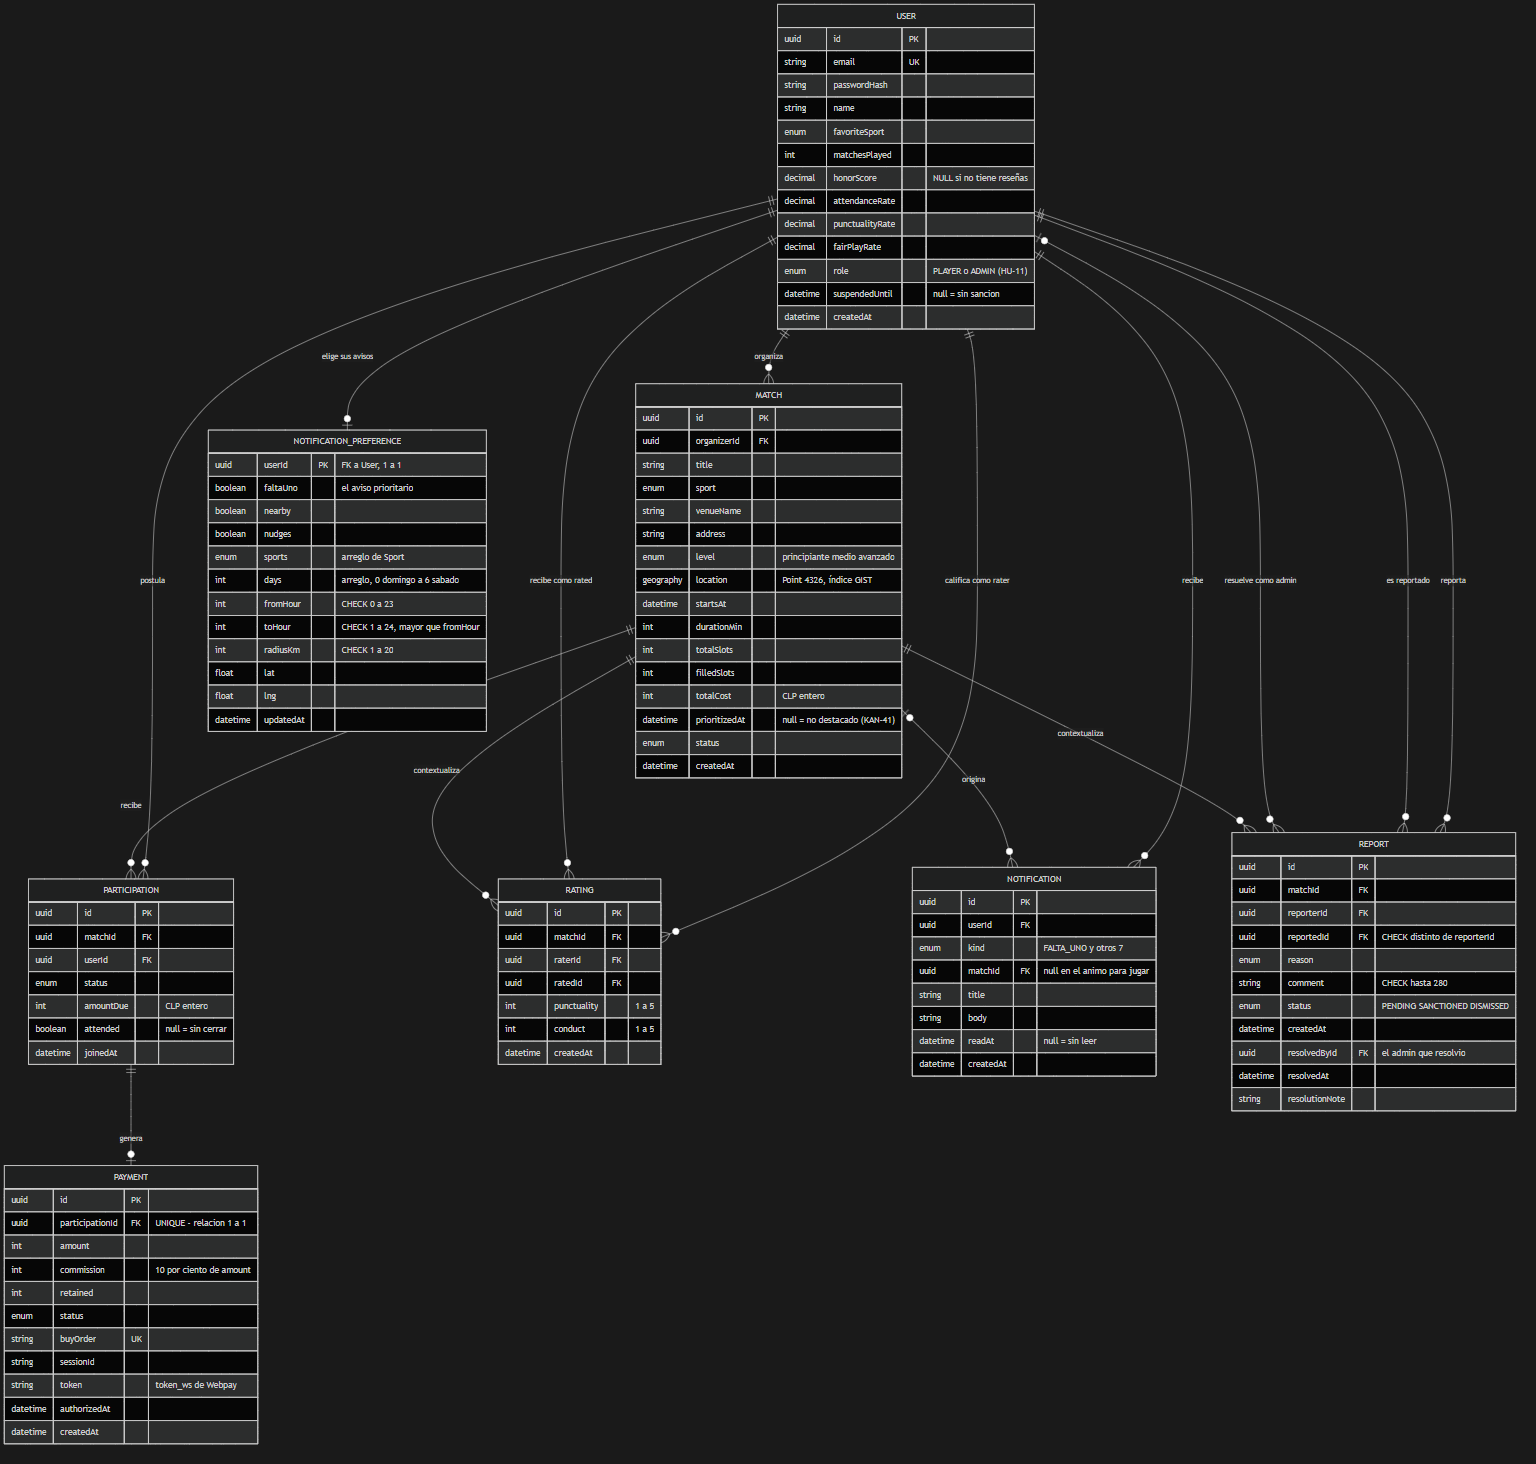 USER
uuid id PK
string email UK
string passwordHash
string name
enum favoriteSport
int matchesPlayed
decimal honorScore NULL si no tiene reseñas
decimal attendanceRate
decimal punctualityRate
decimal fairPlayRate
enum role PLAYER o ADMIN (HU-11)
datetime suspendedUntil null = sin sancion
datetime createdAt
elige sus avisos
organiza
MATCH
uuid id PK
uuid organizerId FK
string title
enum sport
string venueName
string address
enum level principiante medio avanzado
geography location Point 4326, índice GIST
datetime startsAt
int durationMin
int totalSlots
int filledSlots
int totalCost CLP entero
datetime prioritizedAt null = no destacado (KAN-41)
enum status
datetime createdAt
NOTIFICATION_PREFERENCE
uuid userId PK FK a User, 1 a 1
boolean faltaUno el aviso prioritario
boolean nearby
boolean nudges
enum sports arreglo de Sport
int days arreglo, 0 domingo a 6 sabado
int fromHour CHECK 0 a 23
int toHour CHECK 1 a 24, mayor que fromHour
int radiusKm CHECK 1 a 20
float lat
float lng
datetime updatedAt
postula
recibe como rated
califica como rater
recibe
resuelve como admin
es reportado
reporta
contextualiza
contextualiza
origina
recibe
REPORT
uuid id PK
uuid matchId FK
uuid reporterId FK
uuid reportedId FK CHECK distinto de reporterId
enum reason
string comment CHECK hasta 280
enum status PENDING SANCTIONED DISMISSED
datetime createdAt
uuid resolvedById FK el admin que resolvio
datetime resolvedAt
string resolutionNote
NOTIFICATION
uuid id PK
uuid userId FK
enum kind FALTA_UNO y otros 7
uuid matchId FK null en el animo para jugar
string title
string body
datetime readAt null = sin leer
datetime createdAt
PARTICIPATION
uuid id PK
uuid matchId FK
uuid userId FK
enum status
int amountDue CLP entero
boolean attended null = sin cerrar
datetime joinedAt
RATING
uuid id PK
uuid matchId FK
uuid raterId FK
uuid ratedId FK
int punctuality 1 a 5
int conduct 1 a 5
datetime createdAt
genera
PAYMENT
uuid id PK
uuid participationId FK UNIQUE - relacion 1 a 1
int amount
int commission 10 por ciento de amount
int retained
enum status
string buyOrder UK
string sessionId
string token token_ws de Webpay
datetime authorizedAt
datetime createdAt